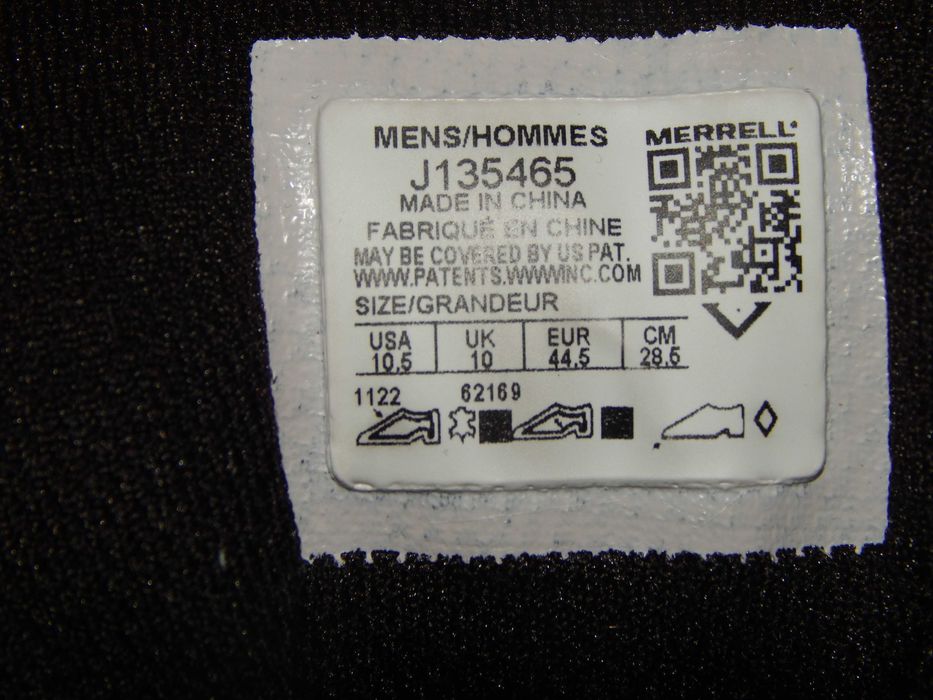 MENS/HOMMES
MERRELL
J135465
MADE IN CHINA
FABRIQUÉ EN CHINE
MAY BE COVERED BY US PAT.
WWW.PATENTS.WWWINC.COM
SIZE/GRANDEUR
USA UK EUR CM
10.5 10 44.5 28.5
1122 62169